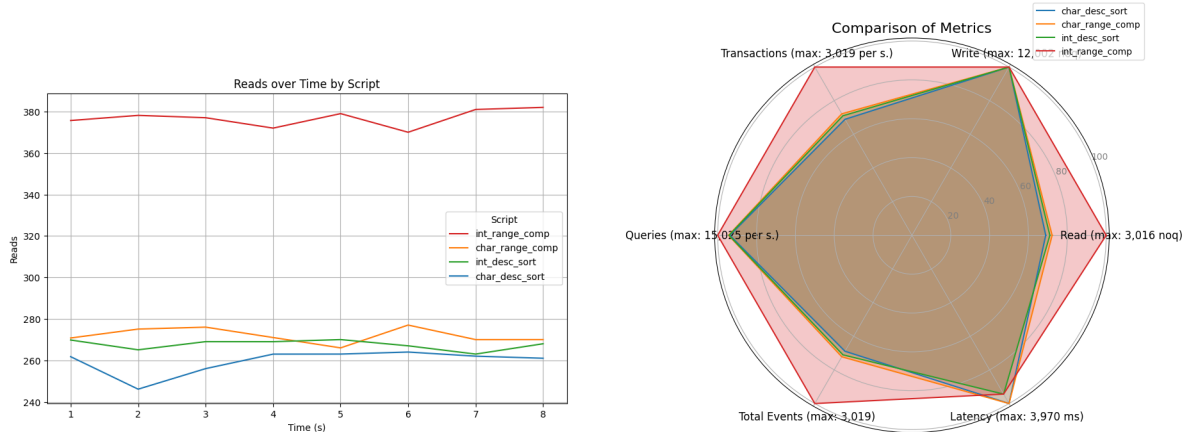 Reads over Time by Script
Reads
380
360
340
320
300
280
260
240
1 2 3 4 5 6 7 8
Time (s)
Script
int_range_comp
char_range_comp
int_desc_sort
char_desc_sort
Comparison of Metrics
char_desc_sort
char_range_comp
int_desc_sort
int_range_comp
Transactions (max: 3,019 per s.)
Write (max: 12,002 noq)
100
80
60
40
20
Queries (max: 15,025 per s.)
Read (max: 3,016 noq)
Total Events (max: 3,019)
Latency (max: 3,970 ms)